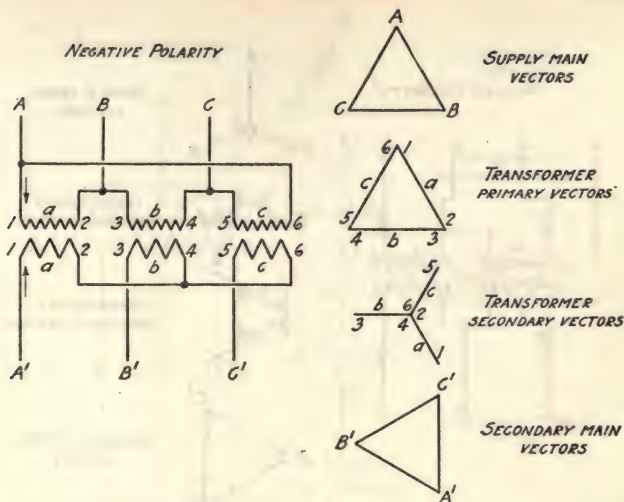 NEGATIVE POLARITY
A
B
C
1 a 2 3 b 4 5 c 6
1 a 2 3 b 4 5 c 6
A'
B'
C'
A
C B
SUPPLY MAIN
VECTORS
6 1
c a
5 2
4 b 3
TRANSFORMER
PRIMARY VECTORS
5
b 6 c
3 4 2
a 1
TRANSFORMER
SECONDARY VECTORS
C'
B'
A'
SECONDARY MAIN
VECTORS